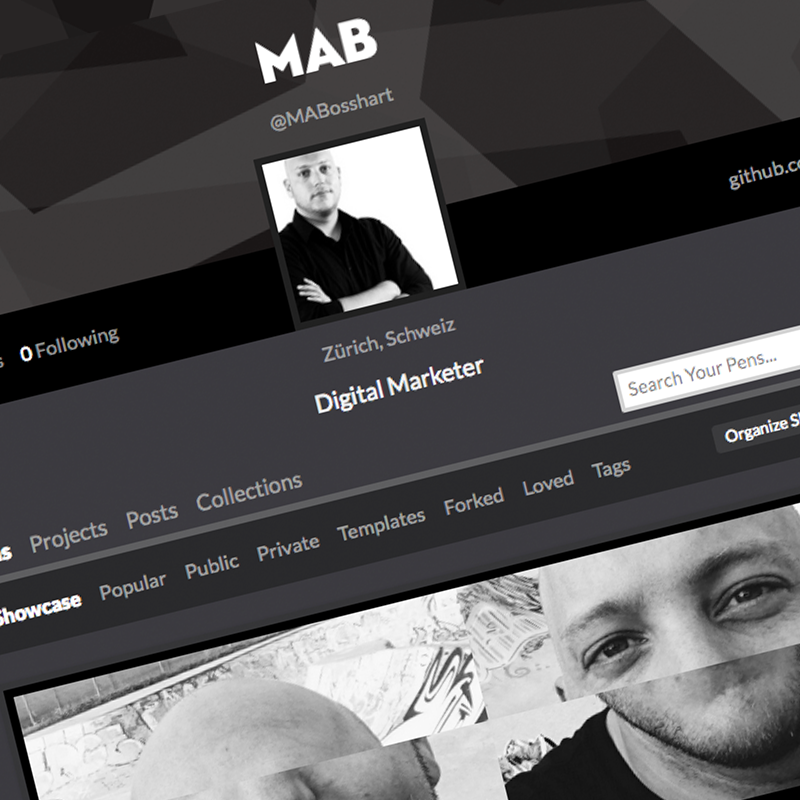 MAB
@MABosshart
0 Following
Zürich, Schweiz
Digital Marketer
Search Your Pens...
Organize
Projects Posts Collections
Showcase Popular Public Private Templates Forked Loved Tags